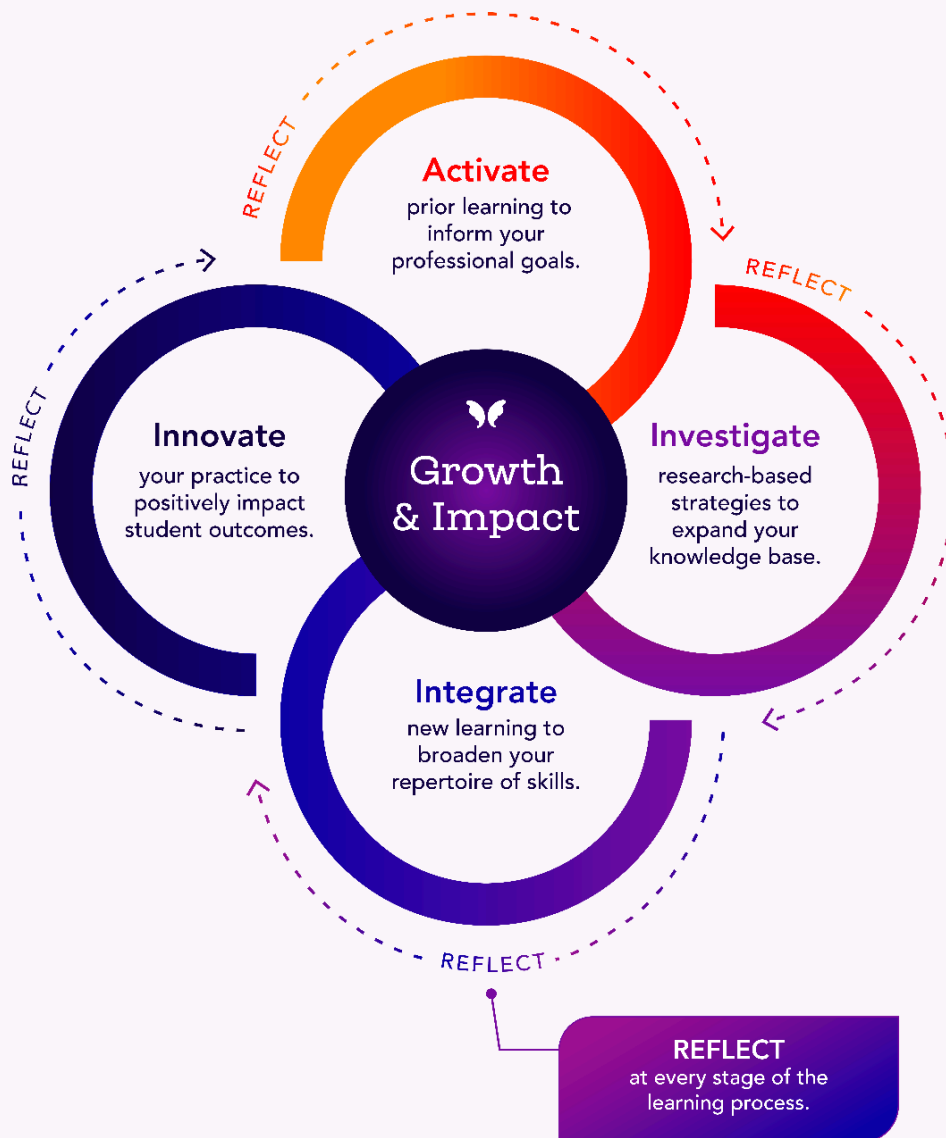 REFLECT
Activate
prior learning to
inform your
professional goals.
REFLECT
Investigate
research-based
strategies to
expand your
knowledge base.
Growth
& Impact
REFLECT
Innovate
your practice to
positively impact
student outcomes.
Integrate
new learning to
broaden your
repertoire of skills.
REFLECT
REFLECT
at every stage of the
learning process.